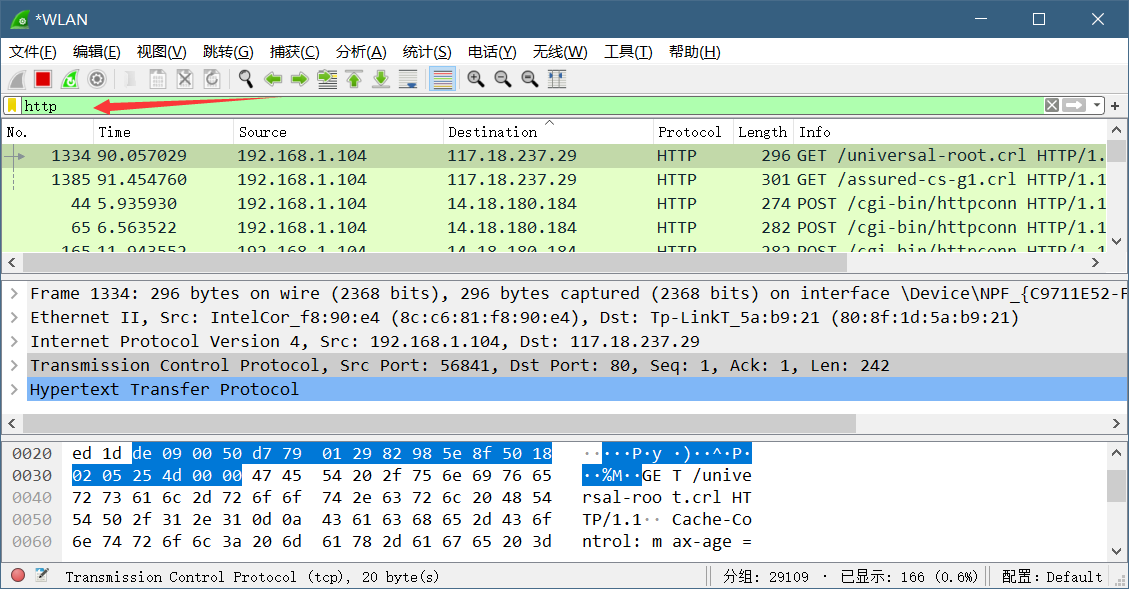 *WLAN
文件(F) 编辑(E) 视图(V) 跳转(G) 捕获(C) 分析(A) 统计(S) 电话(Y) 无线(W) 工具(T) 帮助(H)
http
No. Time Source Destination Protocol Length Info
1334 90.057029 192.168.1.104 117.18.237.29 HTTP 296 GET /universal-root.crl HTTP/1.
1385 91.454760 192.168.1.104 117.18.237.29 HTTP 301 GET /assured-cs-g1.crl HTTP/1.1
44 5.935930 192.168.1.104 14.18.180.184 HTTP 274 POST /cgi-bin/httpconn HTTP/1.1
65 6.563522 192.168.1.104 14.18.180.184 HTTP 282 POST /cgi-bin/httpconn HTTP/1.1
165 11.943552 192.168.1.104 14.18.180.184 HTTP 282 POST /cgi-bin/httpconn HTTP/1.1
Frame 1334: 296 bytes on wire (2368 bits), 296 bytes captured (2368 bits) on interface \Device\NPF_{C9711E52-F
Ethernet II, Src: IntelCor_f8:90:e4 (8c:c6:81:f8:90:e4), Dst: Tp-LinkT_5a:b9:21 (80:8f:1d:5a:b9:21)
Internet Protocol Version 4, Src: 192.168.1.104, Dst: 117.18.237.29
Transmission Control Protocol, Src Port: 56841, Dst Port: 80, Seq: 1, Ack: 1, Len: 242
Hypertext Transfer Protocol
0020 ed 1d de 09 00 50 d7 79 01 29 82 98 5e 8f 50 18 ·····P·y ·)··^·P·
0030 02 05 25 4d 00 00 47 45 54 20 2f 75 6e 69 76 65 ··%M··GE T /unive
0040 72 73 61 6c 2d 72 6f 6f 74 2e 63 72 6c 20 48 54 rsal-roo t.crl HT
0050 54 50 2f 31 2e 31 0d 0a 43 61 63 68 65 2d 43 6f TP/1.1·· Cache-Co
0060 6e 74 72 6f 6c 3a 20 6d 61 78 2d 61 67 65 20 3d ntrol: m ax-age =
Transmission Control Protocol (tcp), 20 byte(s) 分组: 29109 · 已显示: 166 (0.6%) 配置: Default